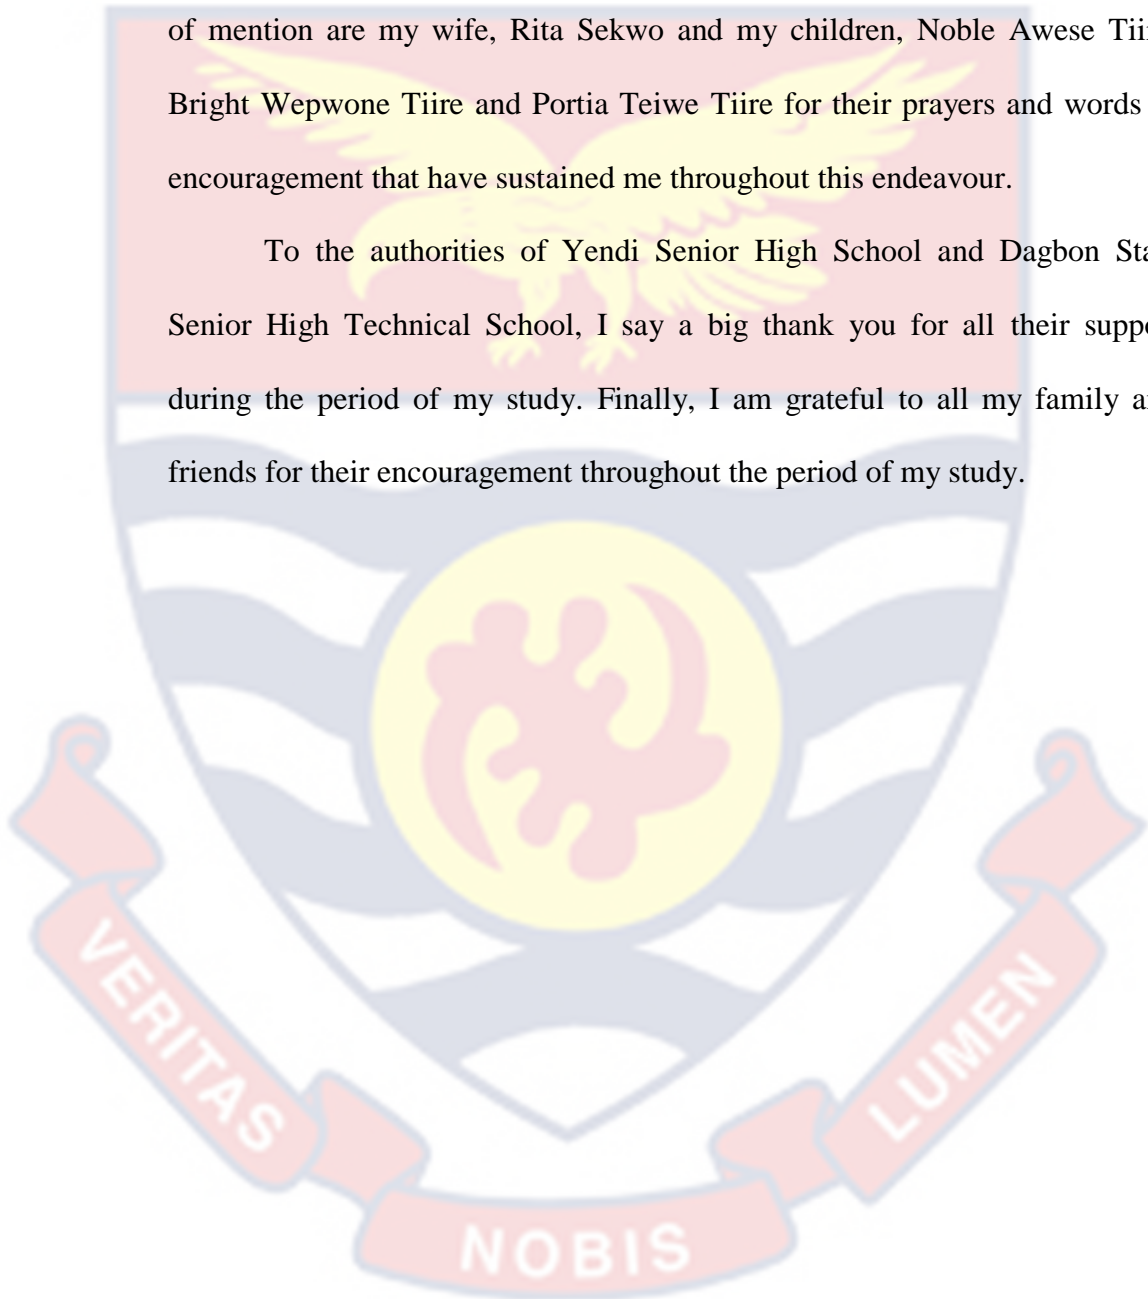 of mention are my wife, Rita Sekwo and my children, Noble Awese
Bright Wepwone Tiire and Portia Teiwe Tiire for their prayers and words
encouragement that have sustained me throughout this endeavour.
To the authorities of Yendi Senior High School and Dagbon
Senior High Technical School, I say a big thank you for all their
during the period of my study. Finally, I am grateful to all my family
friends for their encouragement throughout the period of my study.
VERITAS
NOBIS
LUMEN